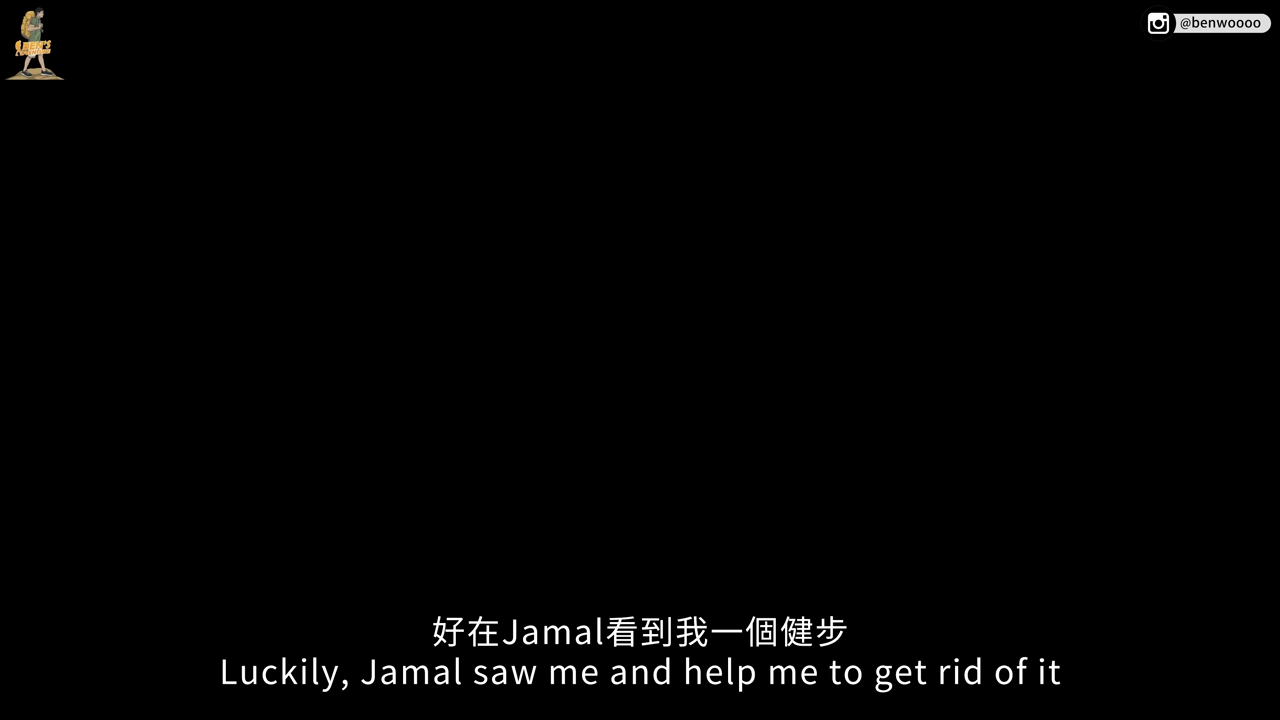 BEN'S
@benwoooo
好在Jamal看到我一個健步
Luckily, Jamal saw me and help me to get rid of it